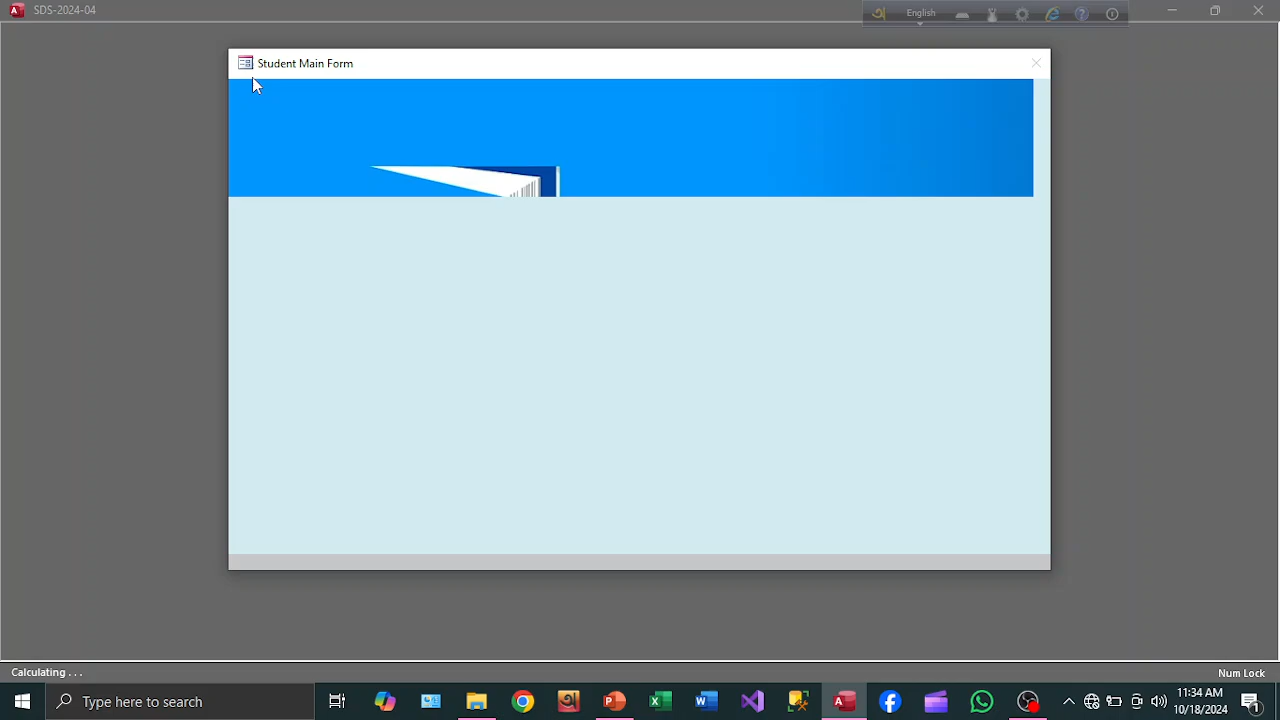 SDS-2024-04
English
Student Main Form
Calculating . . .
Num Lock
Type here to search
11:34 AM
10/18/2024